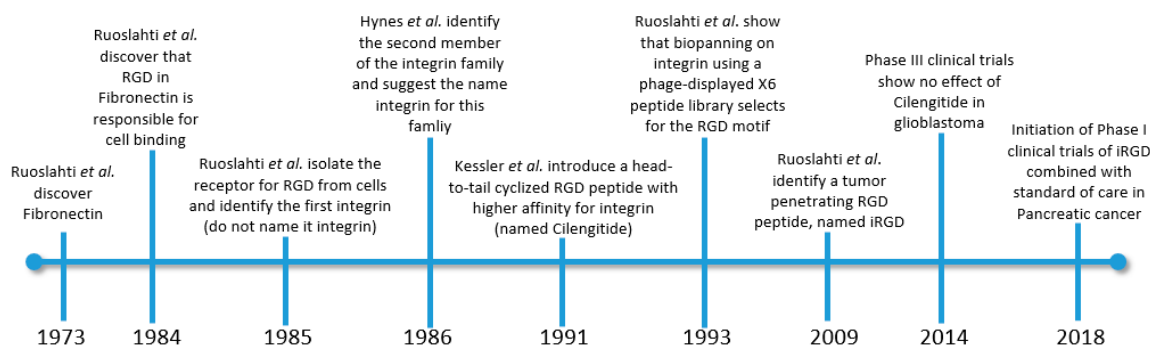 Ruoslahti et al.
discover
Fibronectin
Ruoslahti et al.
discover that
RGD in
Fibronectin is
responsible for
cell binding
Ruoslahti et al. isolate the
receptor for RGD from cells
and identify the first integrin
(do not name it integrin)
Hynes et al. identify
the second member
of the integrin family
and suggest the name
integrin for this
famliy
Kessler et al. introduce a head-
to-tail cyclized RGD peptide with
higher affinity for integrin
(named Cilengitide)
Ruoslahti et al. show
that biopanning on
integrin using a
phage-displayed X6
peptide library selects
for the RGD motif
Ruoslahti et al.
identify a tumor
penetrating RGD
peptide, named iRGD
Phase III clinical trials
show no effect of
Cilengitide in
glioblastoma
Initiation of Phase I
clinical trials of iRGD
combined with
standard of care in
Pancreatic cancer
1973
1984
1985
1986
1991
1993
2009
2014
2018